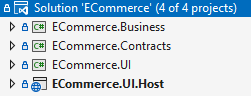 Solution 'ECommerce' (4 of 4 projects)
C# ECommerce.Business
C# ECommerce.Contracts
C# ECommerce.UI
ECommerce.UI.Host